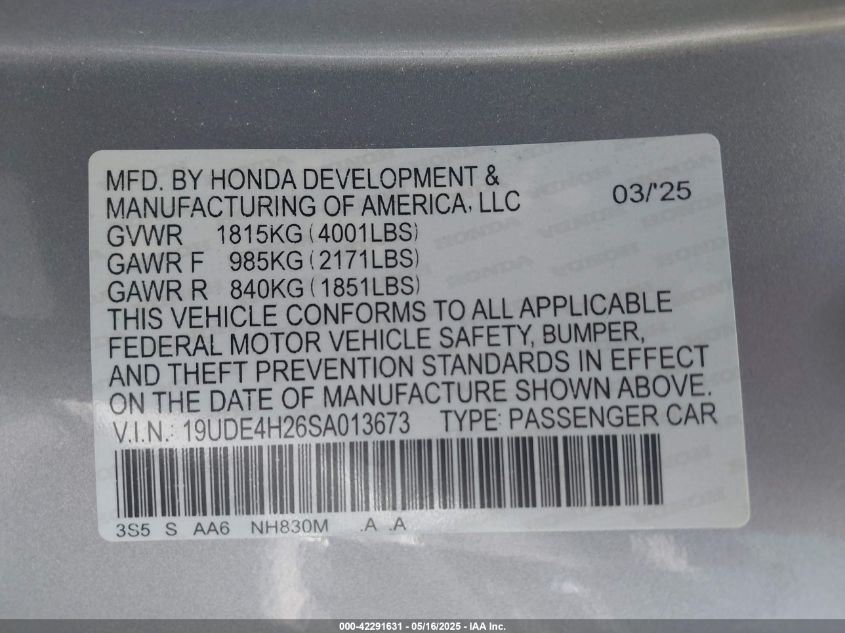 MFD. BY HONDA DEVELOPMENT &
MANUFACTURING OF AMERICA, LLC 03/'25
GVWR 1815KG (4001LBS)
GAWR F 985KG (2171LBS)
GAWR R 840KG (1851LBS)
THIS VEHICLE CONFORMS TO ALL APPLICABLE
FEDERAL MOTOR VEHICLE SAFETY, BUMPER,
AND THEFT PREVENTION STANDARDS IN EFFECT
ON THE DATE OF MANUFACTURE SHOWN ABOVE.
V.I.N.: 19UDE4H26SA013673 TYPE: PASSENGER CAR
3S5 S AA6 NH830M .A .A
000-42291631 - 05/16/2025 - IAA Inc.